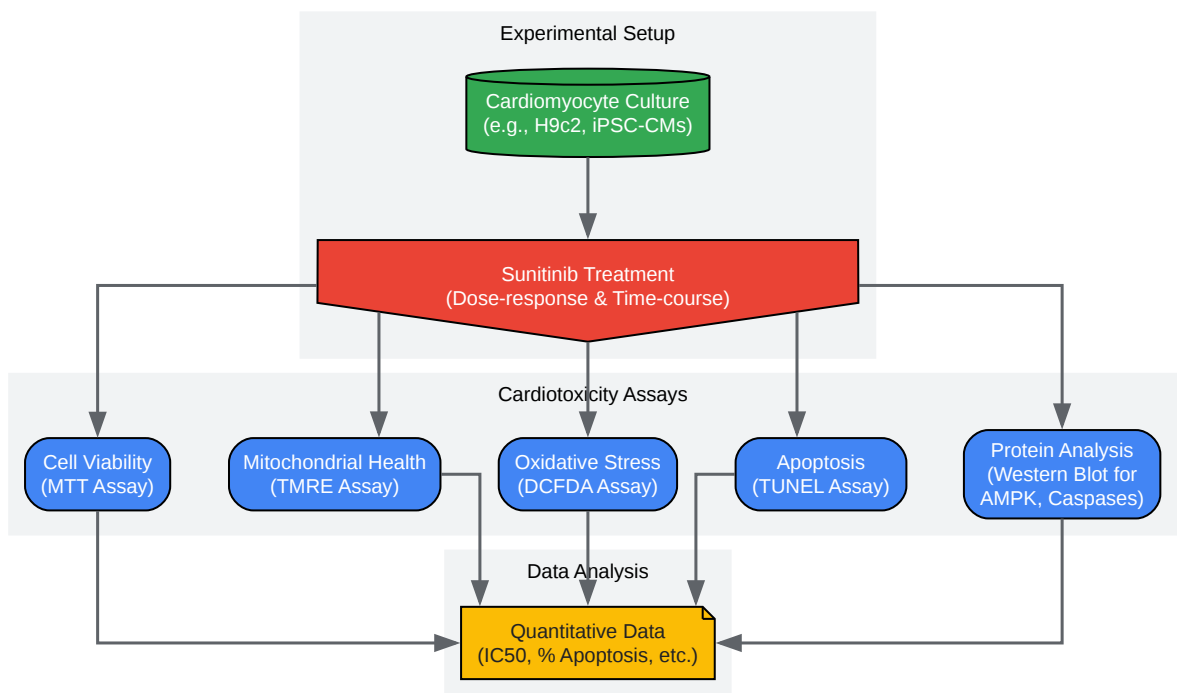 Experimental Setup
Cardiomyocyte Culture
(e.g., H9c2, iPSC-CMs)
Sunitinib Treatment
(Dose-response & Time-course)
Cardiotoxicity Assays
Cell Viability
(MTT Assay)
Mitochondrial Health
(TMRE Assay)
Oxidative Stress
(DCFDA Assay)
Apoptosis
(TUNEL Assay)
Protein Analysis
(Western Blot for
AMPK, Caspases)
Data Analysis
Quantitative Data
(IC50, % Apoptosis, etc.)